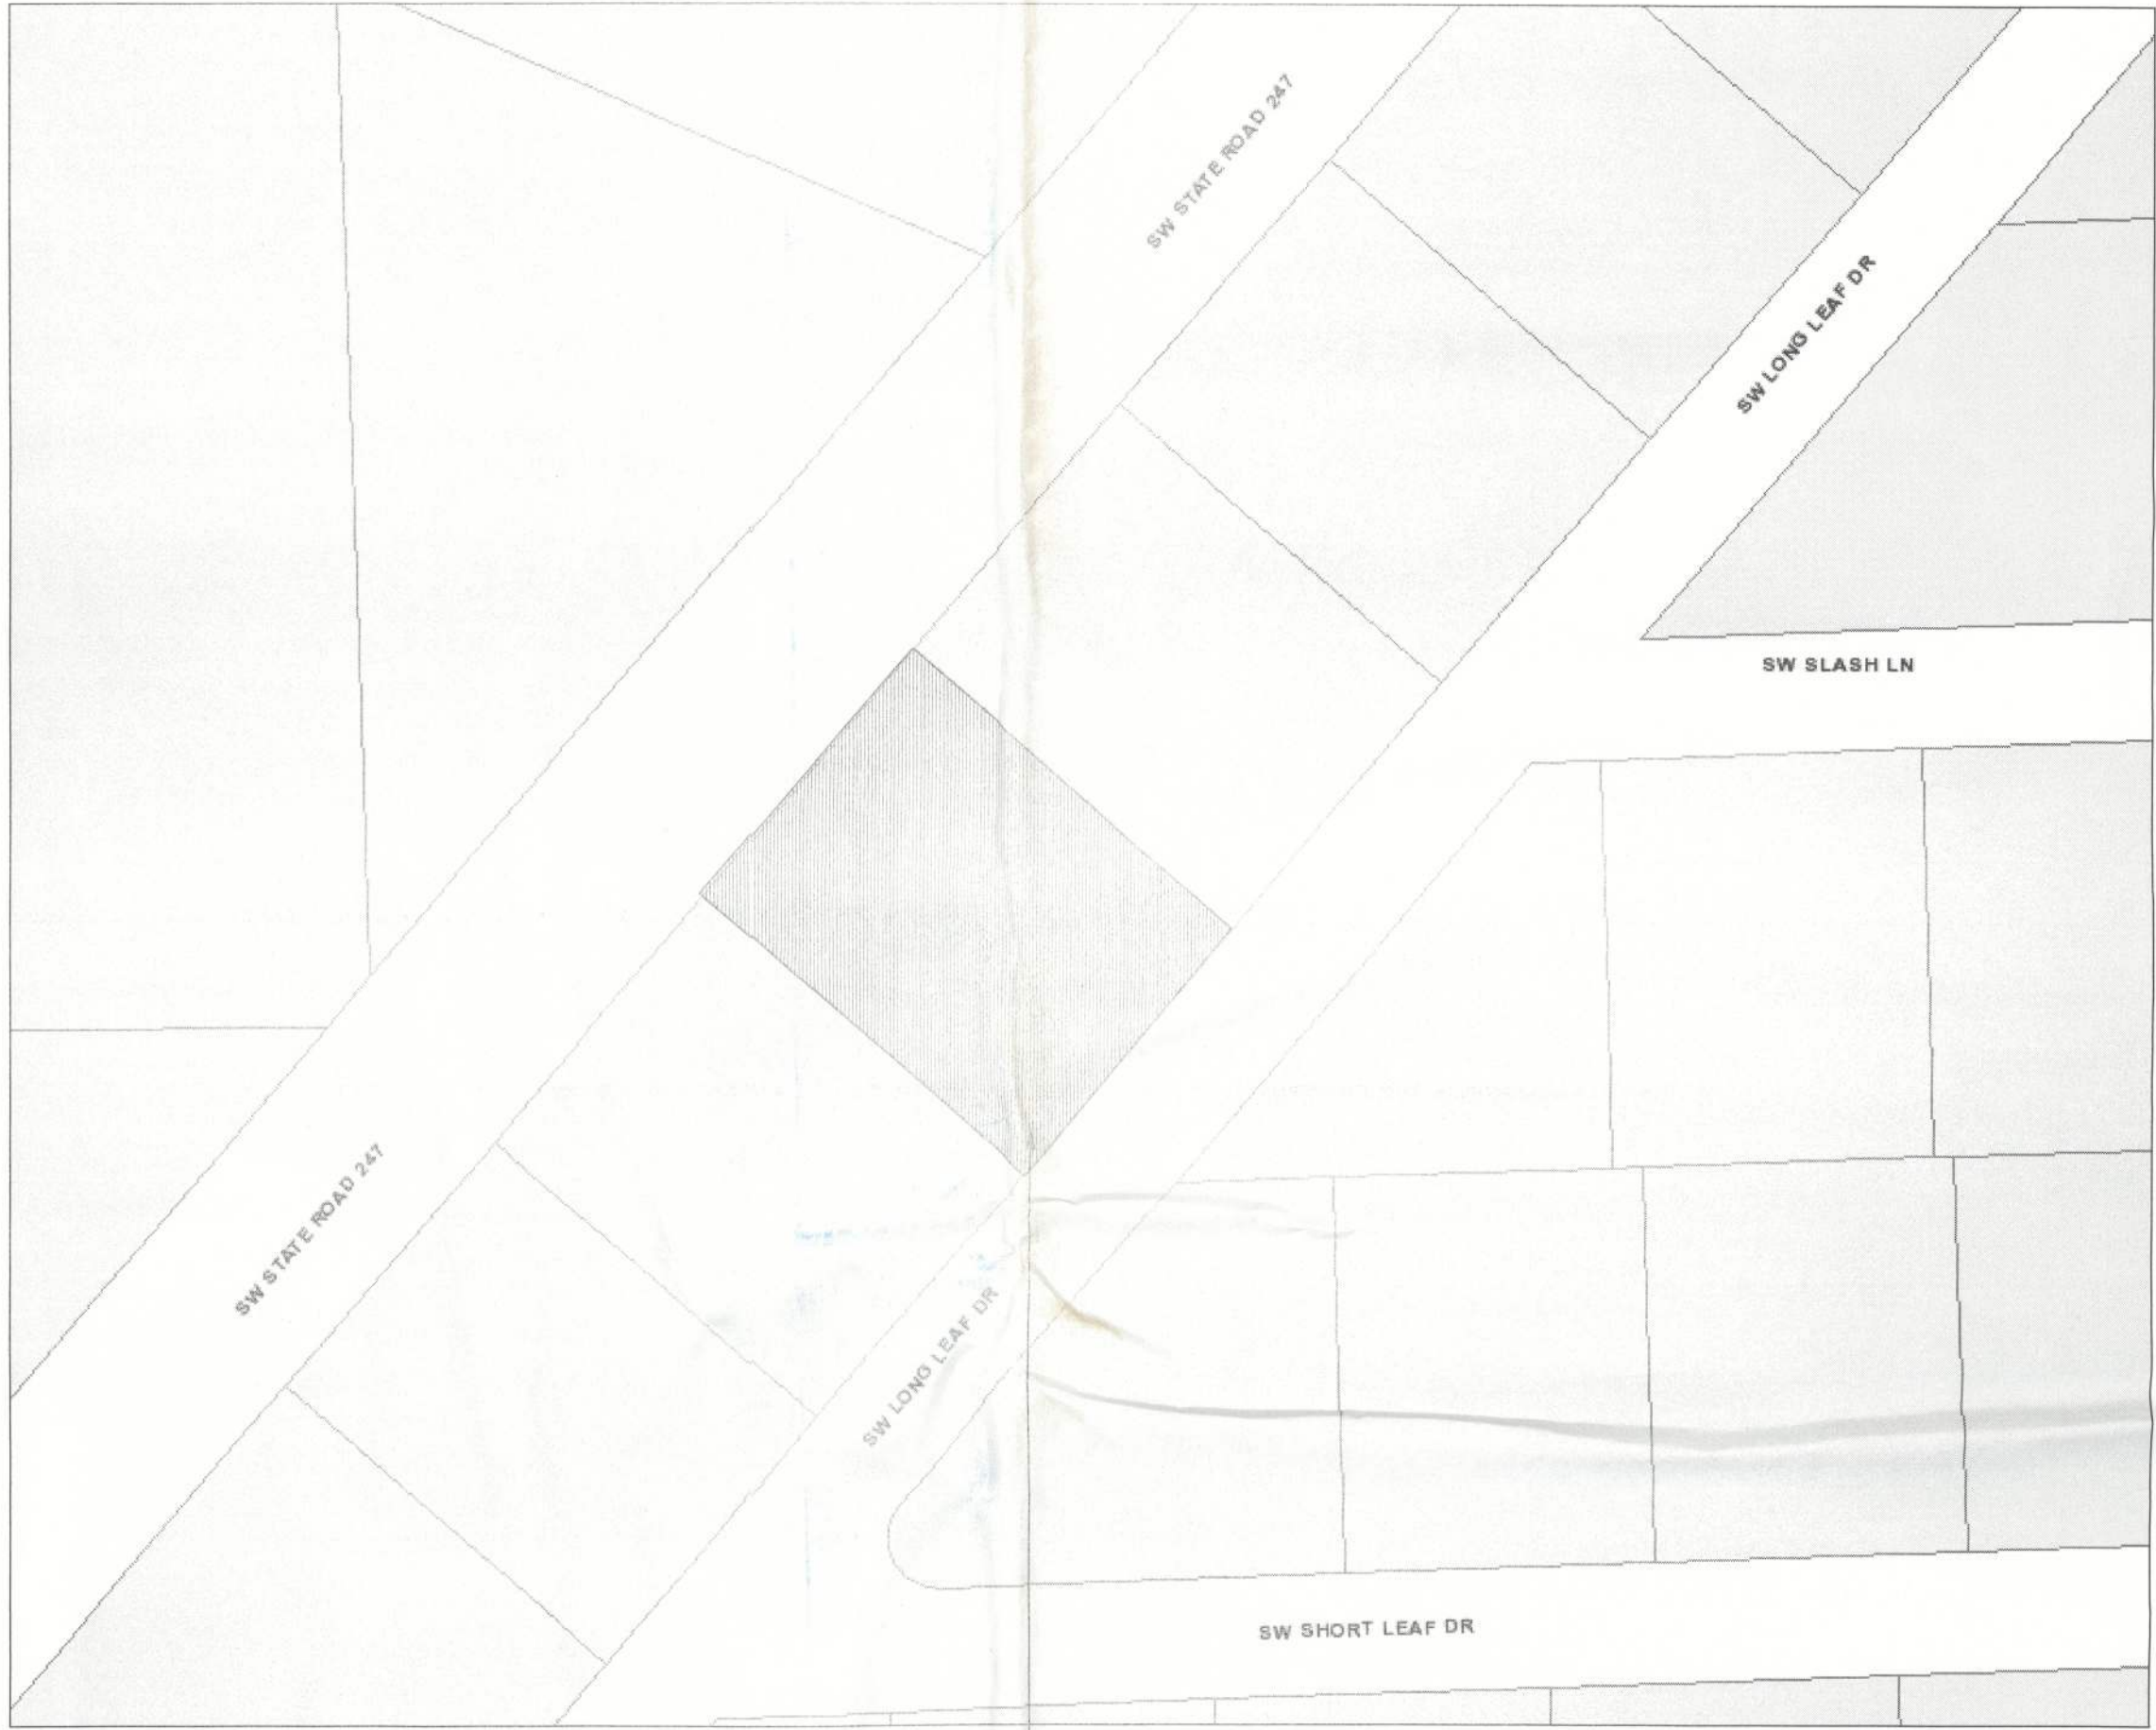 SW STATE ROAD 247
SW LONG LEAF DR
SW SLASH LN
SW STATE ROAD 247
SW LONG LEAF DR
SW SHORT LEAF DR